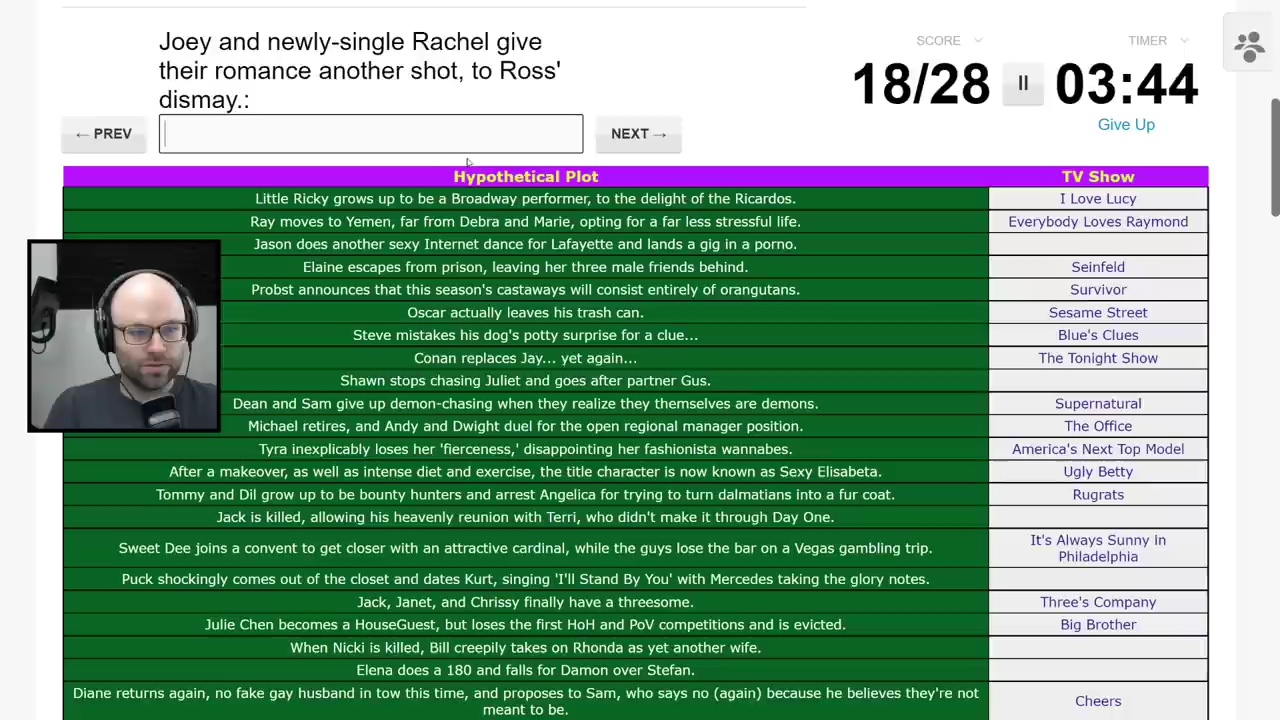 Joey and newly-single Rachel give
their romance another shot, to Ross'
dismay.:
SCORE
TIMER
18/28
03:44
Give Up
← PREV
NEXT →
Hypothetical Plot
TV Show
Little Ricky grows up to be a Broadway performer, to the delight of the Ricardos.
I Love Lucy
Ray moves to Yemen, far from Debra and Marie, opting for a far less stressful life.
Everybody Loves Raymond
Jason does another sexy Internet dance for Lafayette and lands a gig in a porno.
Elaine escapes from prison, leaving her three male friends behind.
Seinfeld
Probst announces that this season's castaways will consist entirely of orangutans.
Survivor
Oscar actually leaves his trash can.
Sesame Street
Steve mistakes his dog's potty surprise for a clue...
Blue's Clues
Conan replaces Jay... yet again...
The Tonight Show
Shawn stops chasing Juliet and goes after partner Gus.
Dean and Sam give up demon-chasing when they realize they themselves are demons.
Supernatural
Michael retires, and Andy and Dwight duel for the open regional manager position.
The Office
Tyra inexplicably loses her 'fierceness,' disappointing her fashionista wannabes.
America's Next Top Model
After a makeover, as well as intense diet and exercise, the title character is now known as Sexy Elisabeta.
Ugly Betty
Tommy and Dil grow up to be bounty hunters and arrest Angelica for trying to turn dalmatians into a fur coat.
Rugrats
Jack is killed, allowing his heavenly reunion with Terri, who didn't make it through Day One.
Sweet Dee joins a convent to get closer with an attractive cardinal, while the guys lose the bar on a Vegas gambling trip.
It's Always Sunny in
Philadelphia
Puck shockingly comes out of the closet and dates Kurt, singing 'I'll Stand By You' with Mercedes taking the glory notes.
Jack, Janet, and Chrissy finally have a threesome.
Three's Company
Julie Chen becomes a HouseGuest, but loses the first HoH and PoV competitions and is evicted.
Big Brother
When Nicki is killed, Bill creepily takes on Rhonda as yet another wife.
Elena does a 180 and falls for Damon over Stefan.
Diane returns again, no fake gay husband in tow this time, and proposes to Sam, who says no (again) because he believes they're not
meant to be.
Cheers